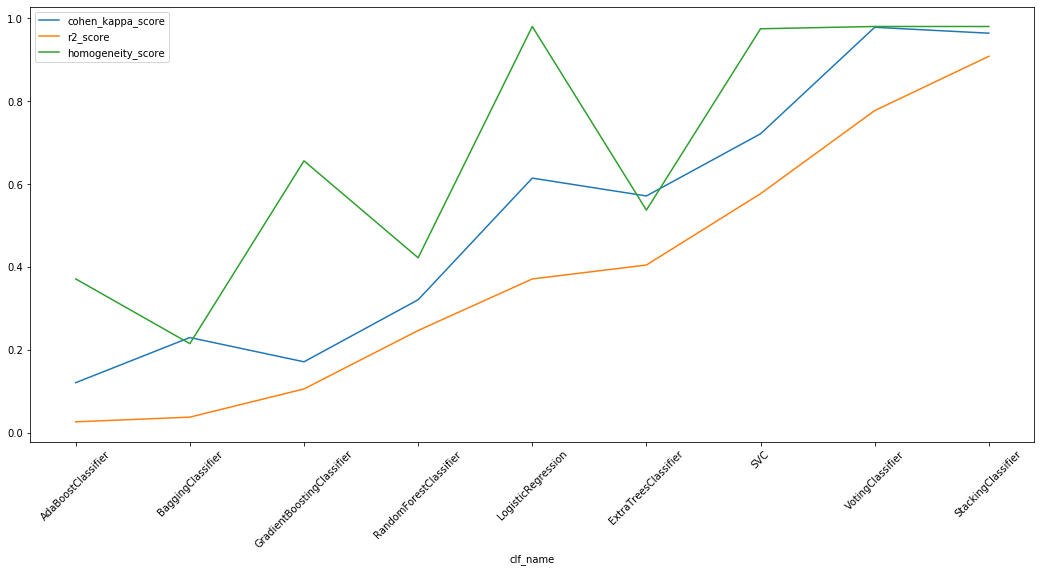 cohen_kappa_score
r2_score
homogeneity_score
1.0
0.8
0.6
0.4
0.2
0.0
AdaBoostClassifier
BaggingClassifier
GradientBoostingClassifier
RandomForestClassifier
LogisticRegression
ExtraTreesClassifier
SVC
VotingClassifier
StackingClassifier
clf_name